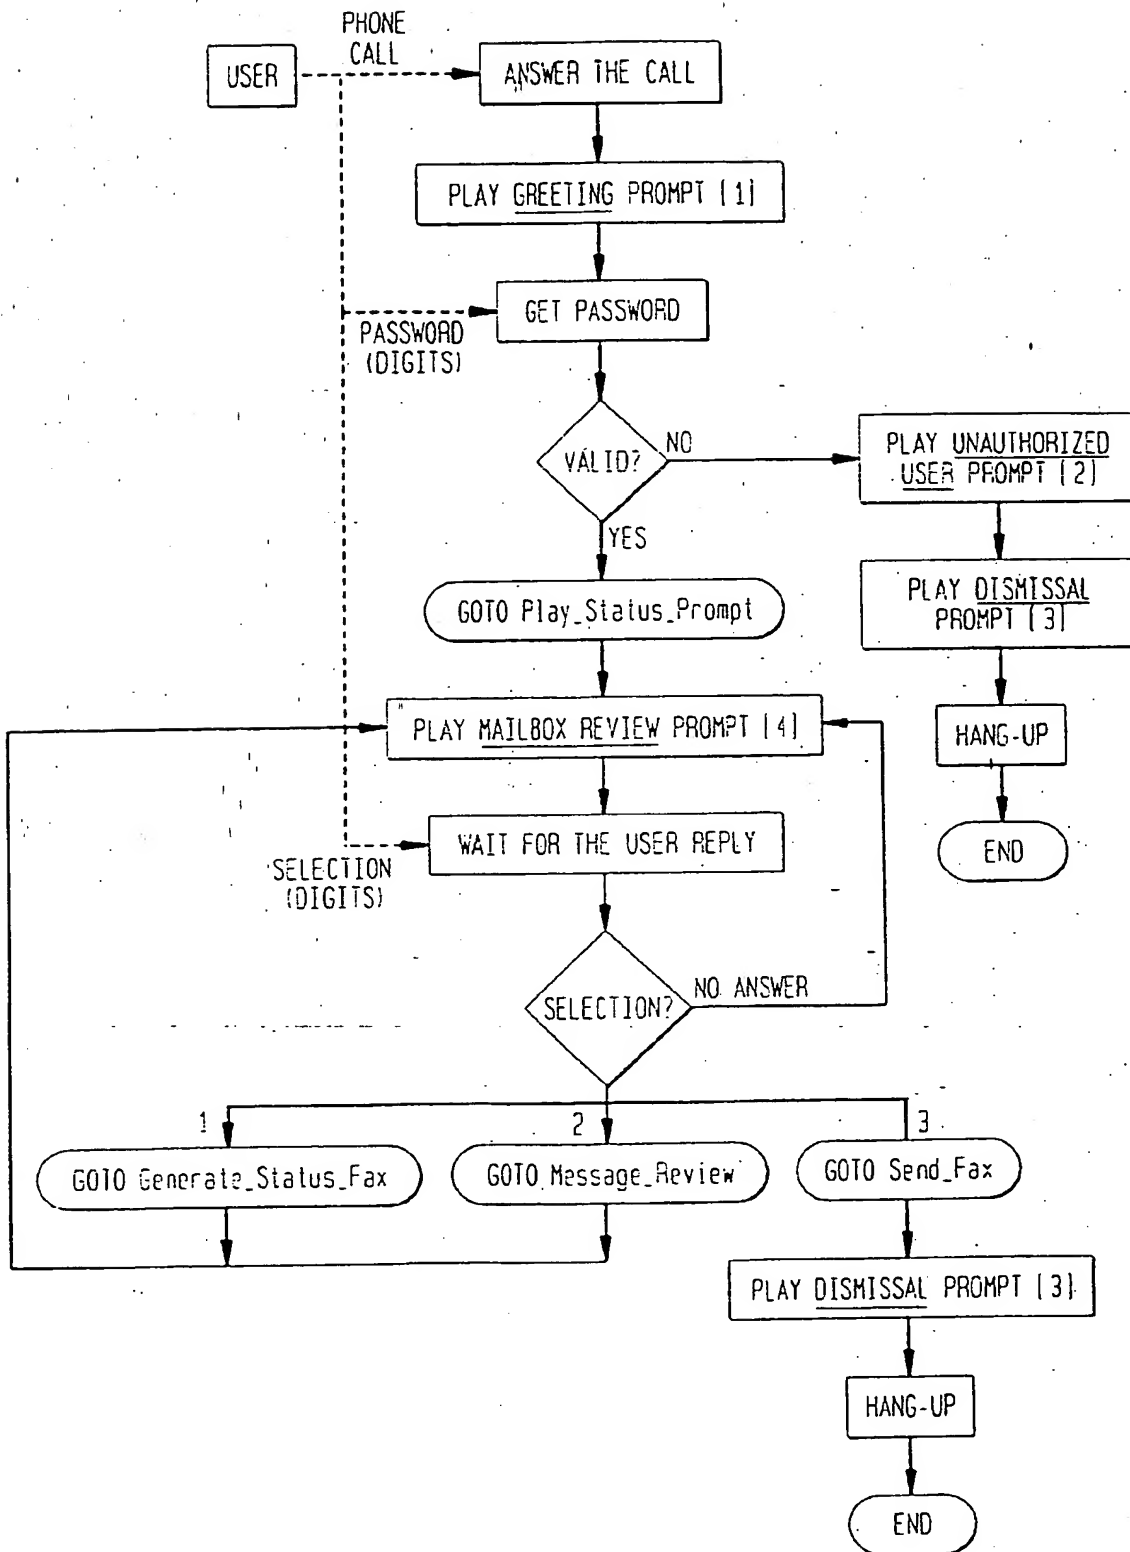 PHONE
CALL
USER
ANSWER THE CALL
PLAY GREETING PROMPT [1]
GET PASSWORD
PASSWORD
(DIGITS)
VALID?
NO
PLAY UNAUTHORIZED
USER PROMPT [2]
YES
PLAY DISMISSAL
PROMPT [3]
GOTO Play_Status_Prompt
PLAY MAILBOX REVIEW PROMPT [4]
HANG-UP
WAIT FOR THE USER REPLY
END
SELECTION
(DIGITS)
SELECTION?
NO ANSWER
1
2
3
GOTO Generate_Status_Fax
GOTO Message_Review
GOTO Send_Fax
PLAY DISMISSAL PROMPT [3]
HANG-UP
END